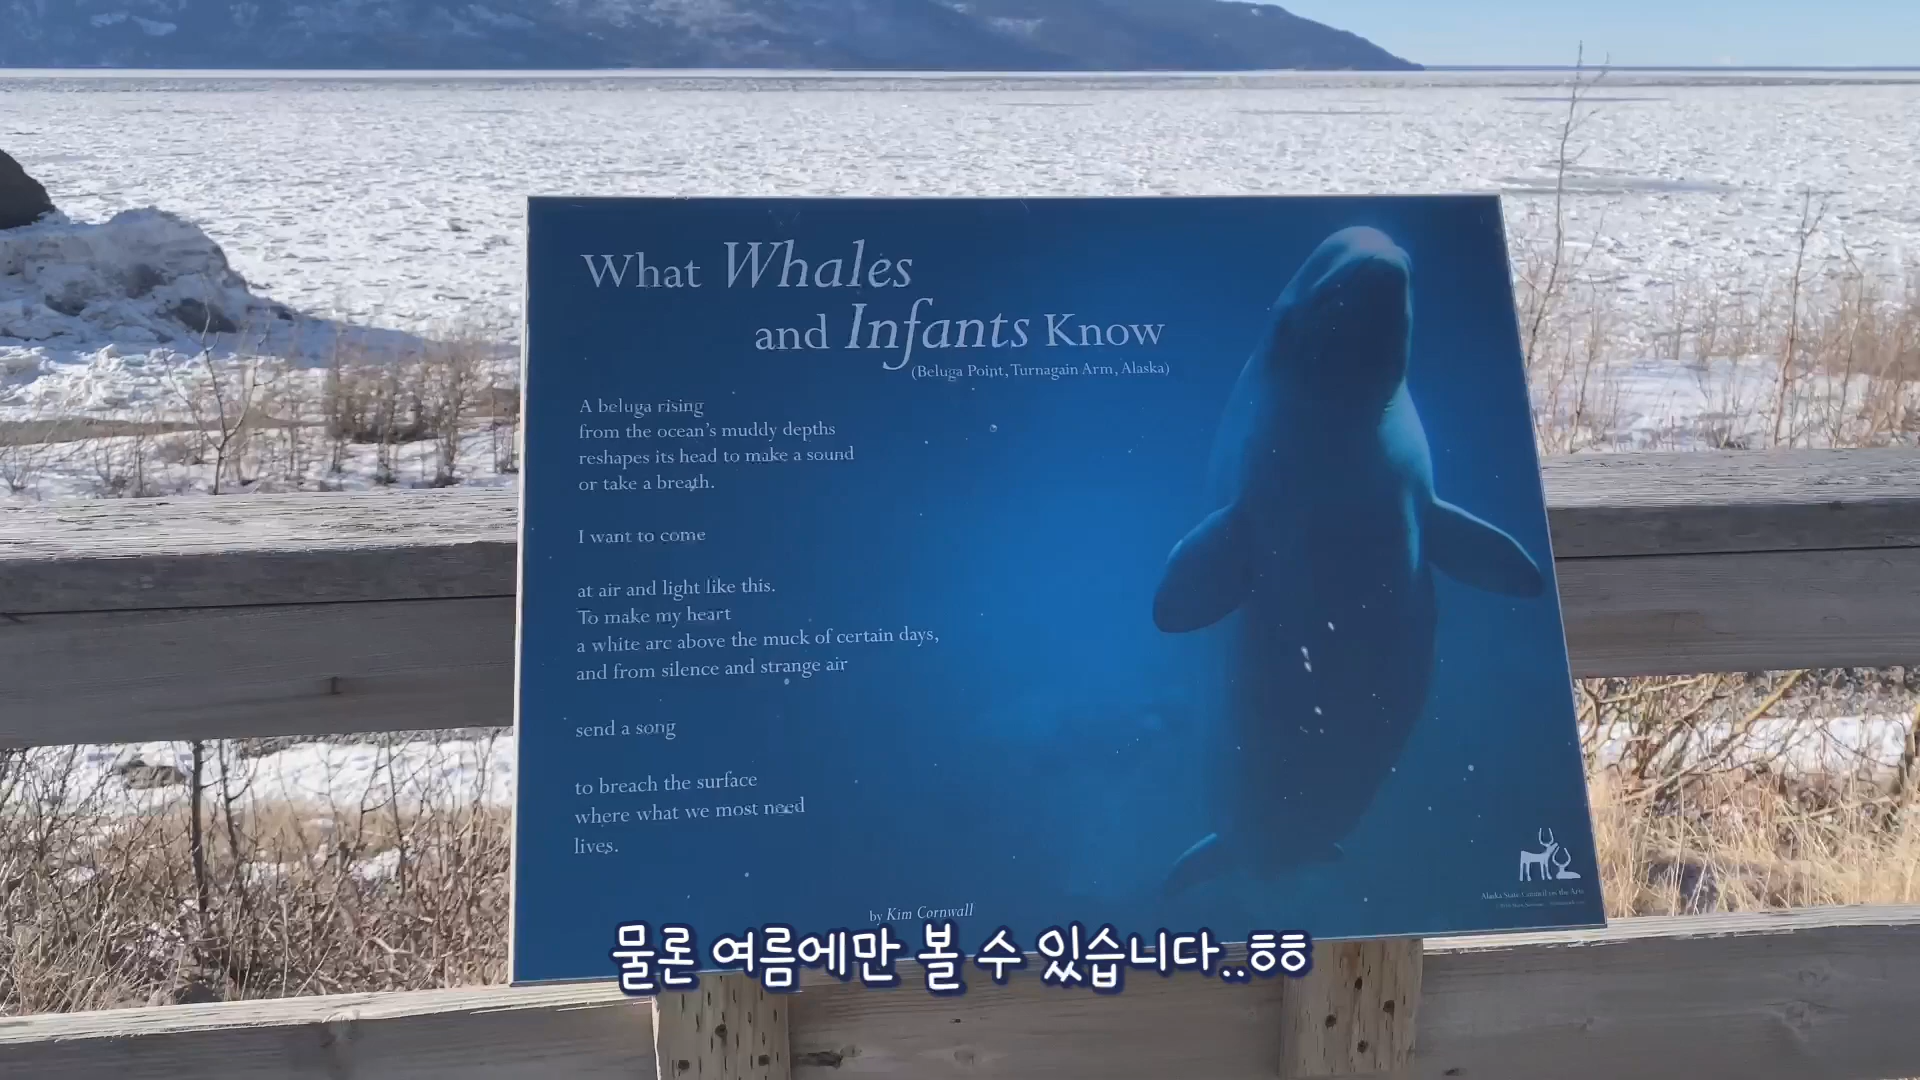 What Whales
and Infants Know
(Beluga Point, Turnagain Arm, Alaska)
A beluga rising
from the ocean's muddy depths
reshapes its head to make a sound
or take a breath.
I want to come
at air and light like this.
To make my heart
a white arc above the muck of certain days,
and from silence and strange air
send a song
to breach the surface
where what we most need
lives.
by Kim Cornwall
Alaska State Council on the Arts
물론 여름에만 볼 수 있습니다..ㅎㅎ